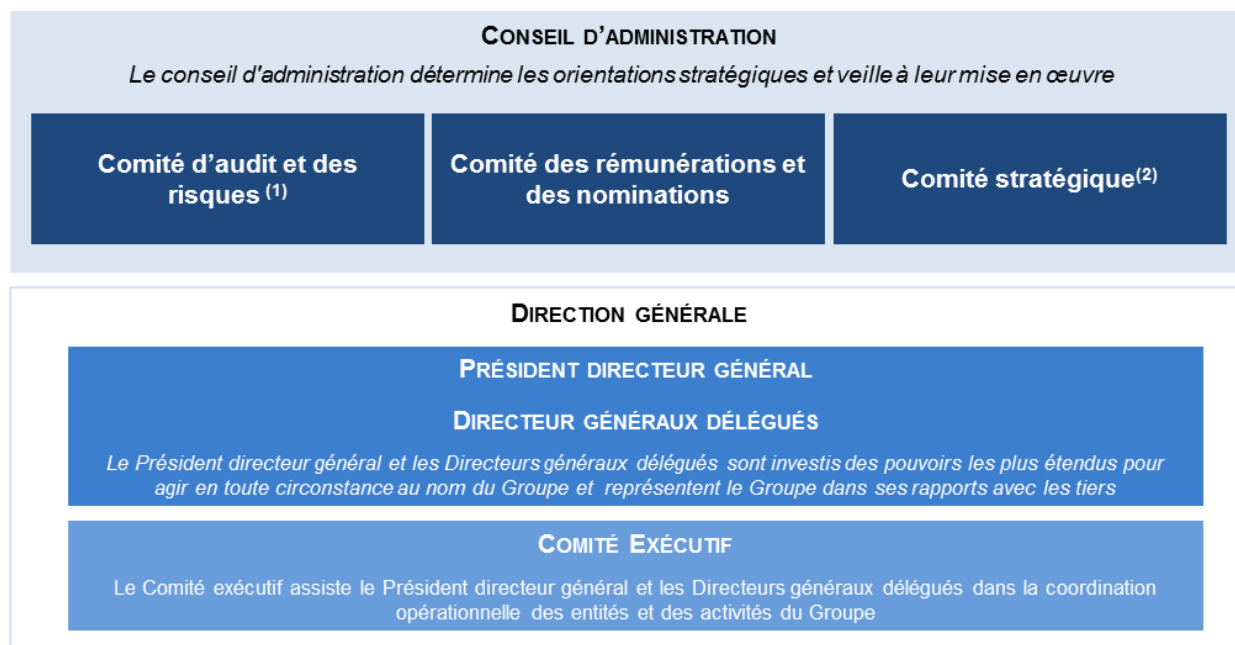 CONSEIL D’ADMINISTRATION
Le conseil d'administration détermine les orientations stratégiques et veille à leur mise en œuvre
Comité d’audit et des
risques (1)
Comité des rémunérations et
des nominations
Comité stratégique(2)
DIRECTION GÉNÉRALE
PRÉSIDENT DIRECTEUR GÉNÉRAL
DIRECTEUR GÉNÉRAUX DÉLÉGUÉS
Le Président directeur général et les Directeurs généraux délégués sont investis des pouvoirs les plus étendus pour
agir en toute circonstance au nom du Groupe et représentent le Groupe dans ses rapports avec les tiers
COMITÉ EXÉCUTIF
Le Comité exécutif assiste le Président directeur général et les Directeurs généraux délégués dans la coordination
opérationnelle des entités et des activités du Groupe